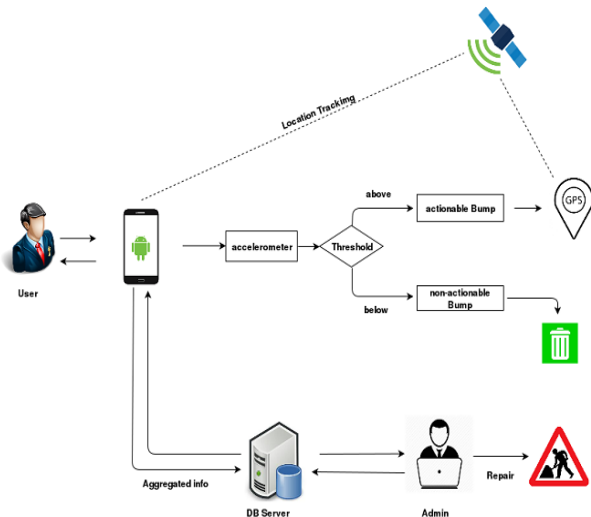 Location Tracking
above
actionable Bump
GPS
accelerometer
Threshold
User
non-actionable
Bump
below
Aggregated info
Repair
DB Server
Admin